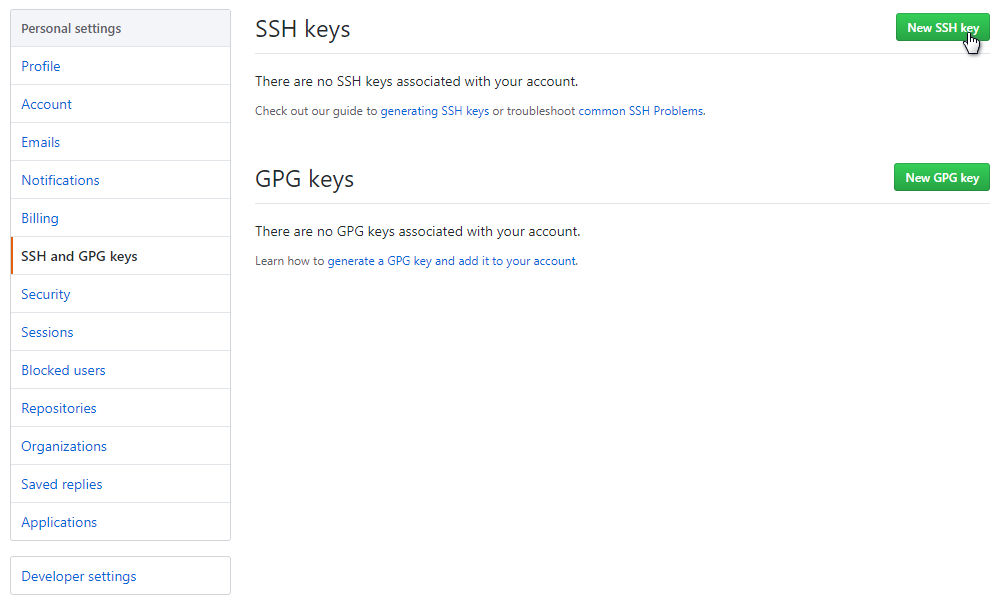 Personal settings
Profile
Account
Emails
Notifications
Billing
SSH and GPG keys
Security
Sessions
Blocked users
Repositories
Organizations
Saved replies
Applications
Developer settings
SSH keys
New SSH key
There are no SSH keys associated with your account.
Check out our guide to generating SSH keys or troubleshoot common SSH Problems.
GPG keys
New GPG key
There are no GPG keys associated with your account.
Learn how to generate a GPG key and add it to your account.